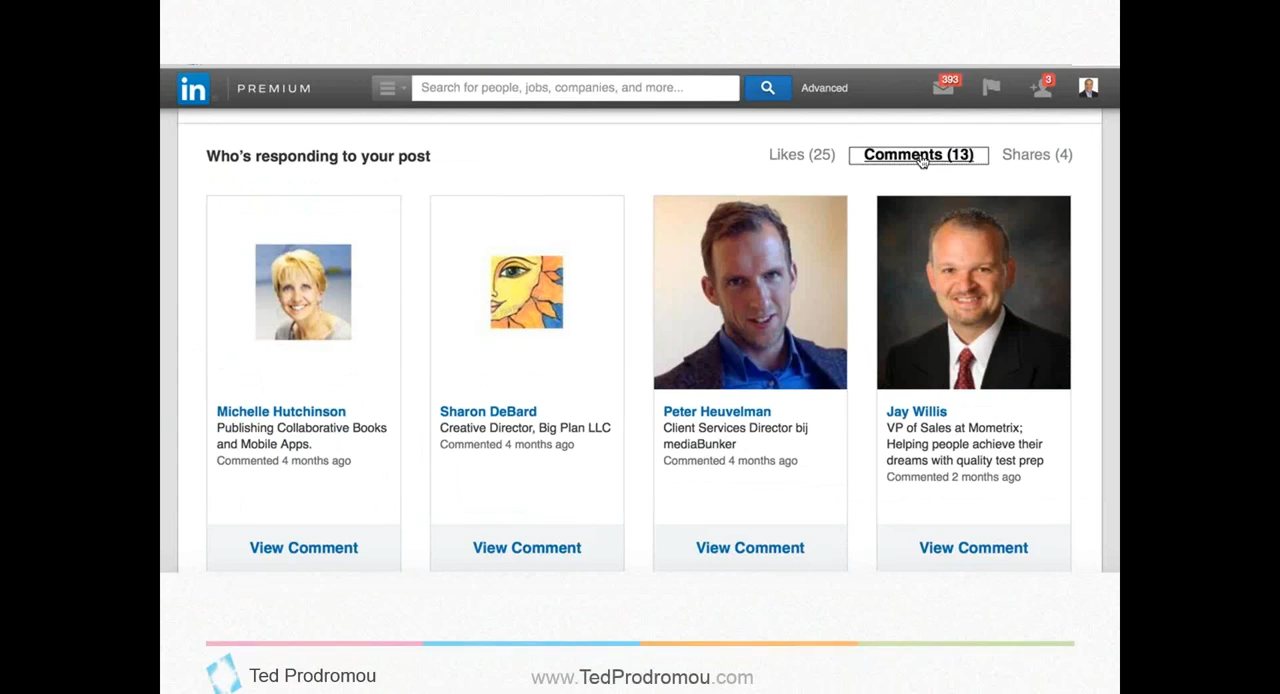 in PREMIUM Search for people, jobs, companies, and more... Advanced 393 3
Who's responding to your post Likes (25) Comments (13) Shares (4)
Michelle Hutchinson
Publishing Collaborative Books
and Mobile Apps.
Commented 4 months ago
View Comment
Sharon DeBard
Creative Director, Big Plan LLC
Commented 4 months ago
View Comment
Peter Heuvelman
Client Services Director bij
mediaBunker
Commented 4 months ago
View Comment
Jay Willis
VP of Sales at Mometrix;
Helping people achieve their
dreams with quality test prep
Commented 2 months ago
View Comment
Ted Prodromou www.TedProdromou.com